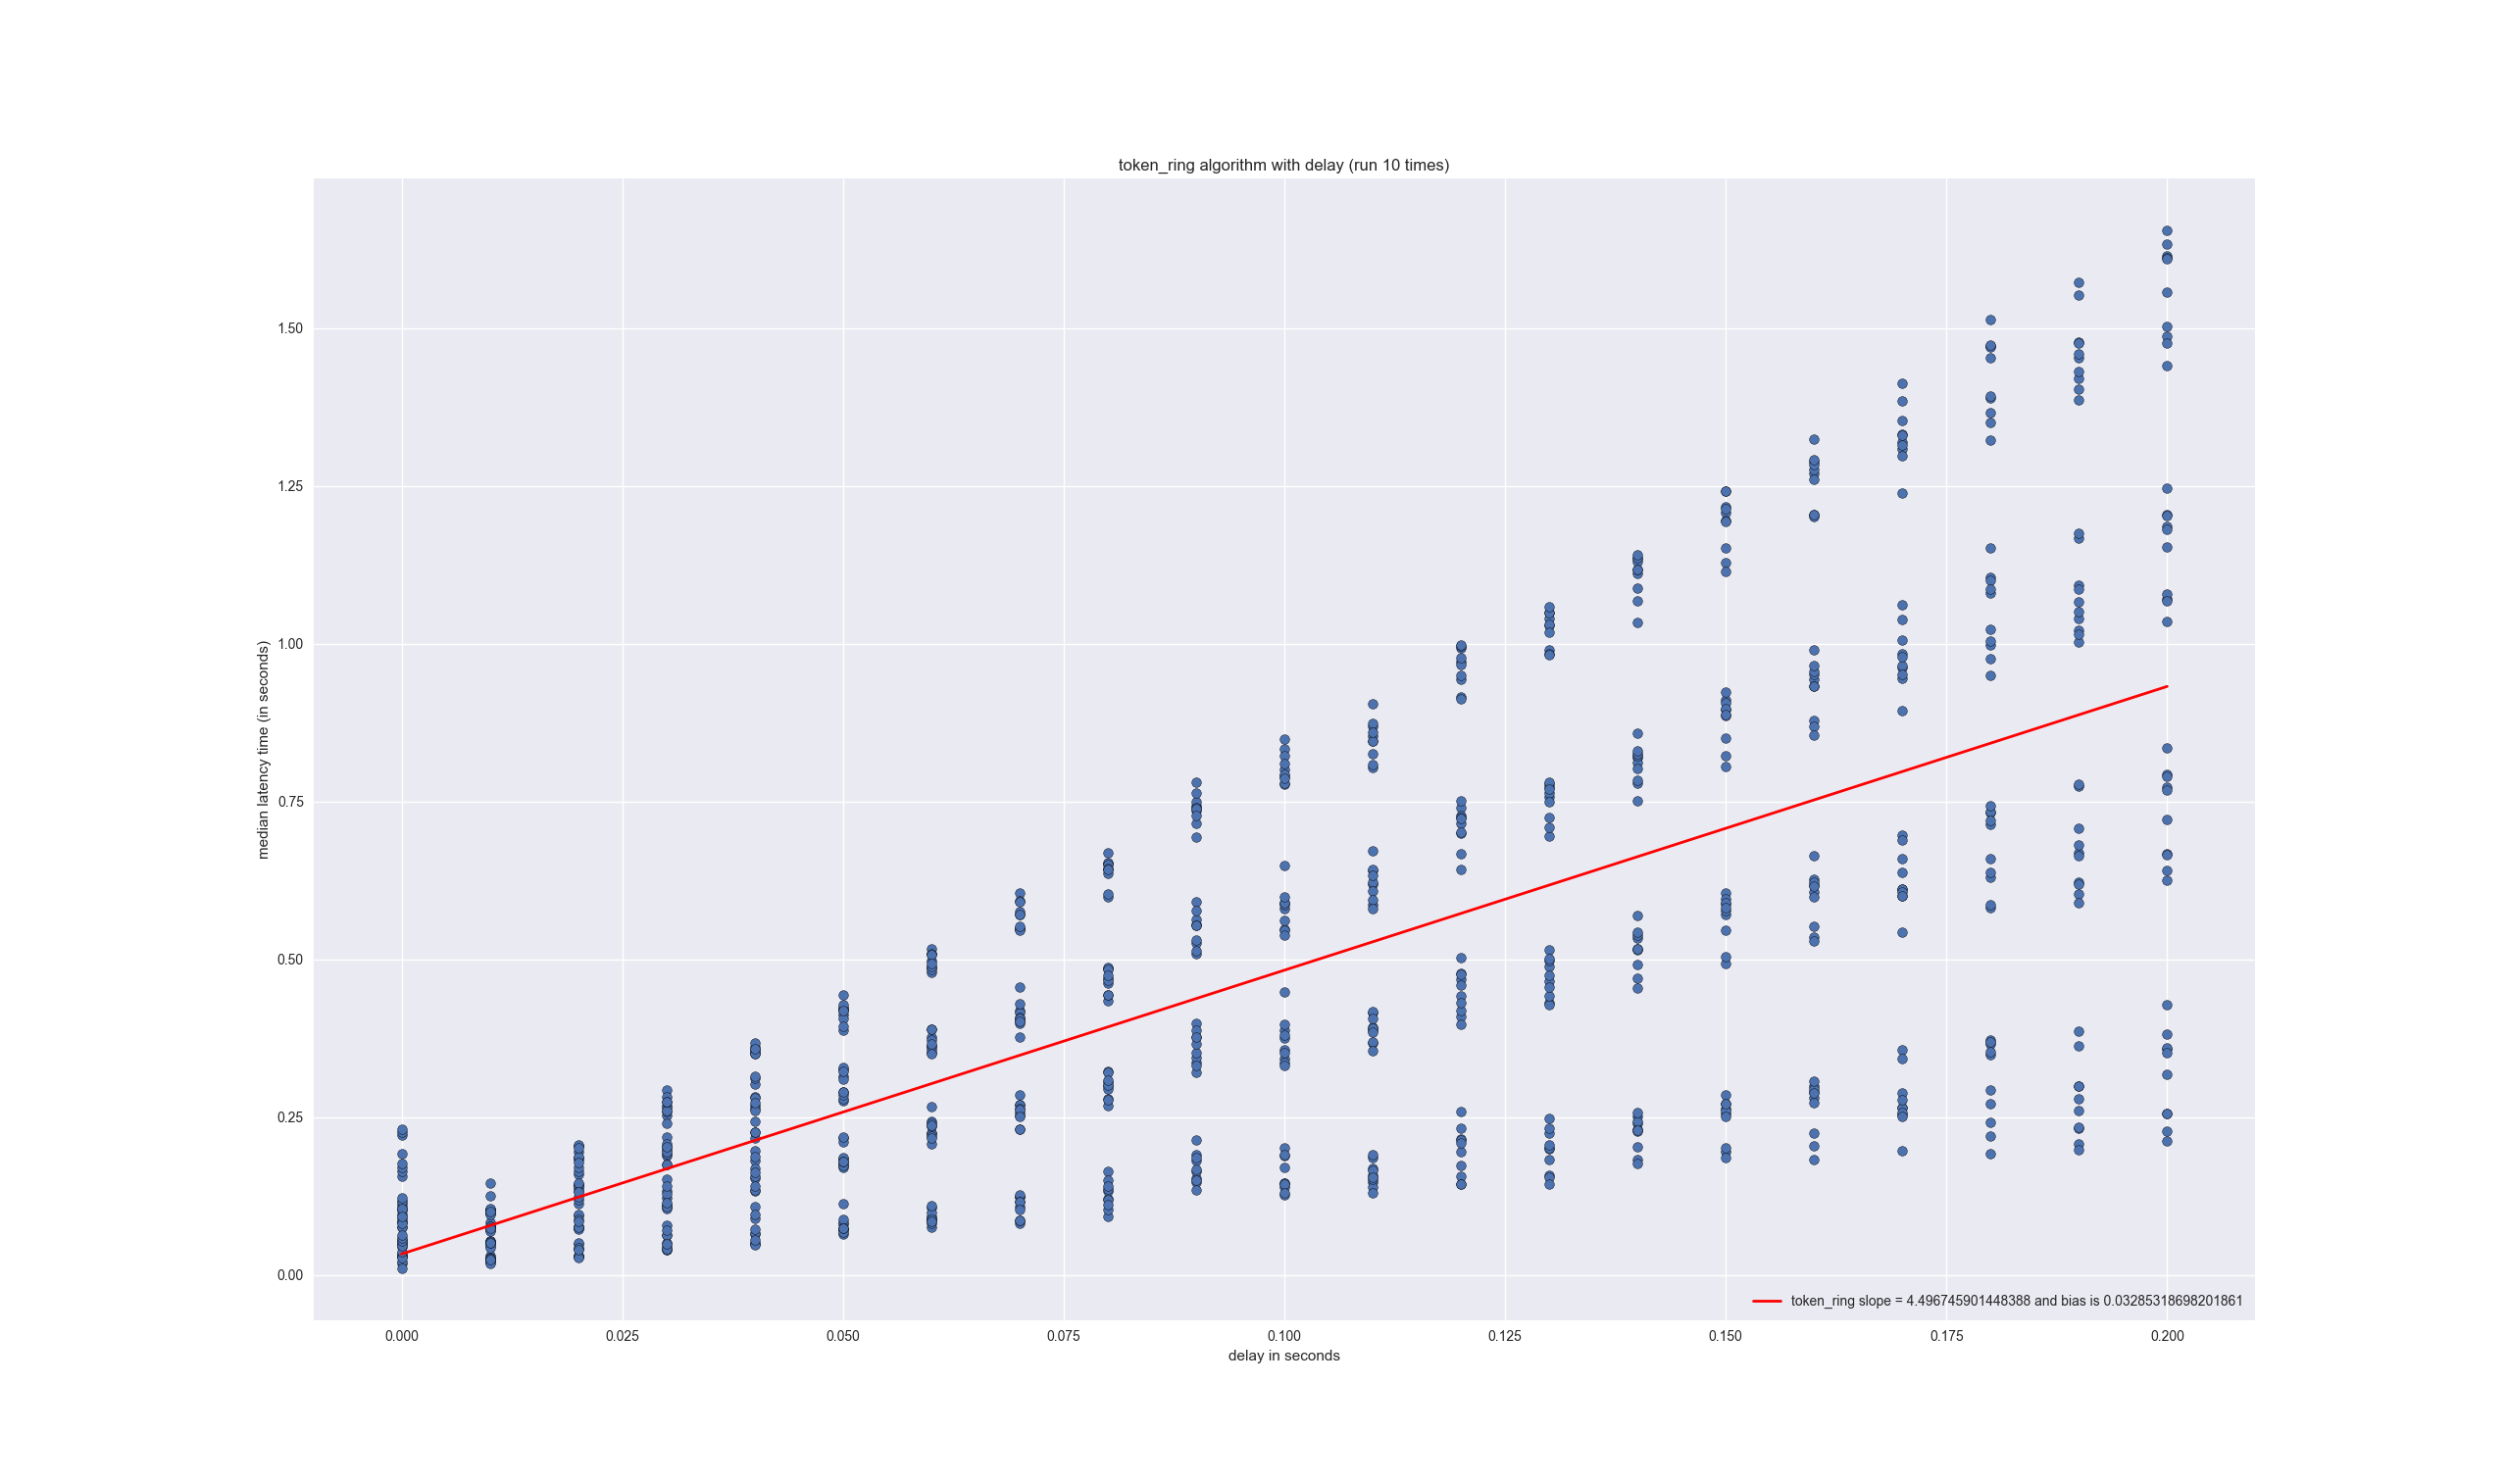 token_ring algorithm with delay (run 10 times)
median latency time (in seconds)
1.50
1.25
1.00
0.75
0.50
0.25
0.00
token_ring slope = 4.496745901448388 and bias is 0.03285318698201861
0.000 0.025 0.050 0.075 0.100 0.125 0.150 0.175 0.200
delay in seconds